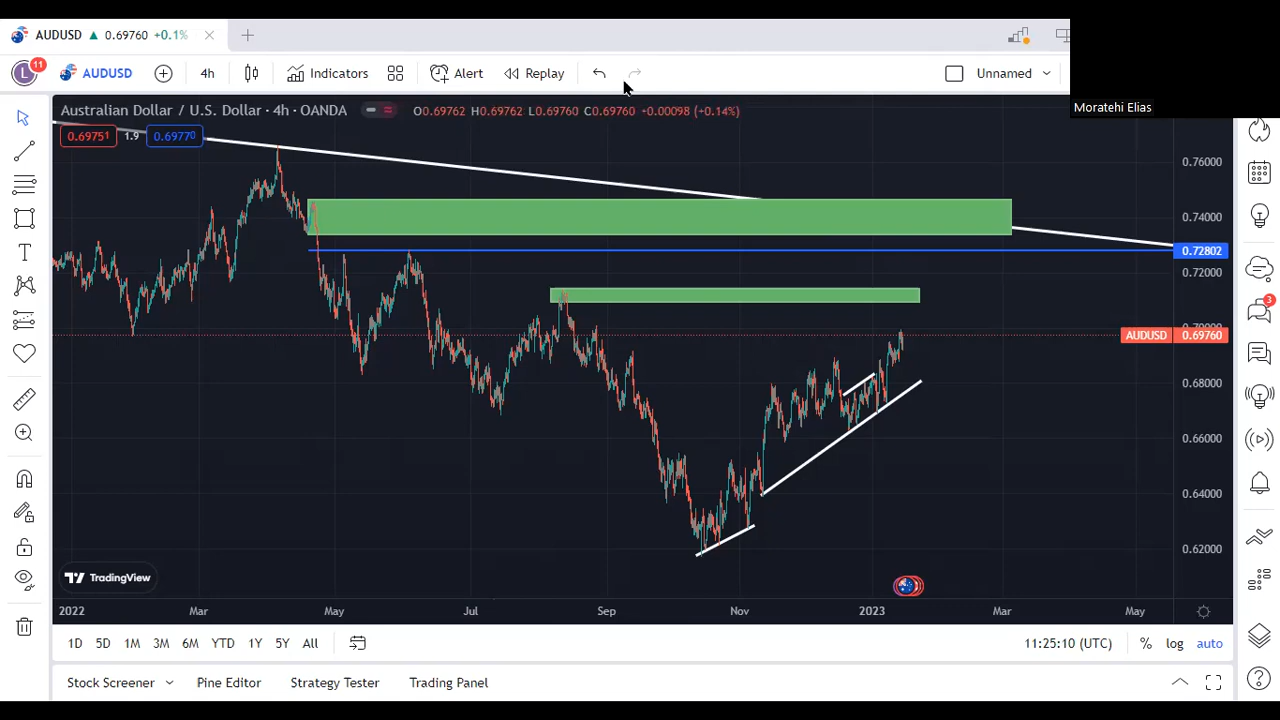 AUDUSD ▲ 0.69760 +0.1%
Moratehi Elias
L 11 AUDUSD 4h Indicators Alert Replay Unnamed
Australian Dollar / U.S. Dollar · 4h · OANDA O0.69762 H0.69762 L0.69760 C0.69760 +0.00098 (+0.14%)
0.69751 1.9 0.69770
0.76000
0.74000
0.72802
0.72000
3
0.70000
AUDUSD 0.69760
0.68000
0.66000
0.64000
0.62000
TradingView
2022 Mar May Jul Sep Nov 2023 Mar May
1D 5D 1M 3M 6M YTD 1Y 5Y All 11:25:10 (UTC) % log auto
Stock Screener Pine Editor Strategy Tester Trading Panel